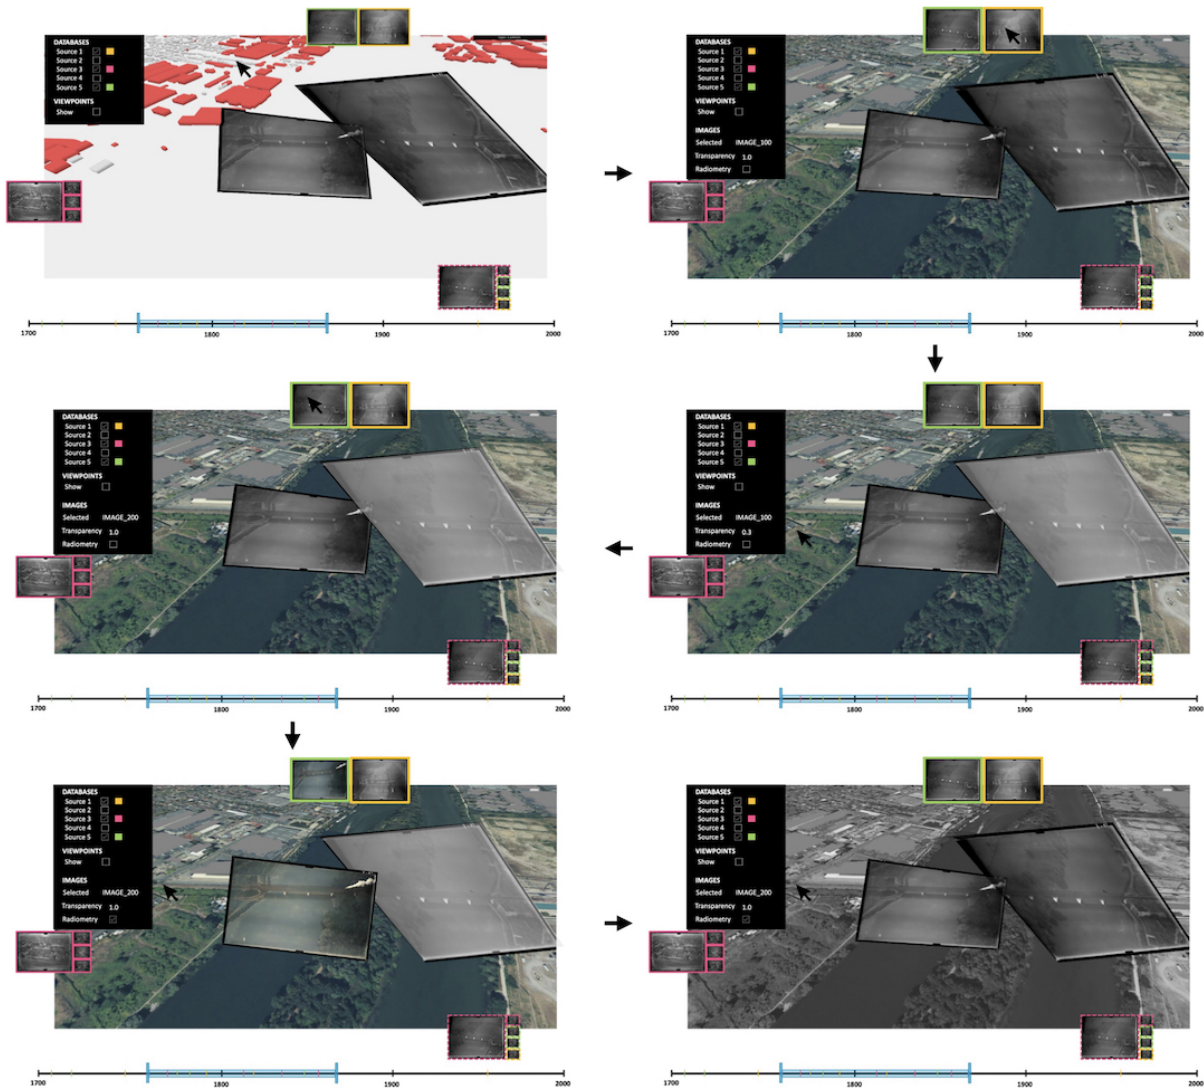 DATABASES
Source 1
Source 2
Source 3
Source 4
Source 5
VIEWPOINTS
Show
1700
1800
1900
2000
DATABASES
Source 1
Source 2
Source 3
Source 4
Source 5
VIEWPOINTS
Show
IMAGES
Selected IMAGE_100
Transparency 1.0
Radiometry
1700
1800
1900
2000
DATABASES
Source 1
Source 2
Source 3
Source 4
Source 5
VIEWPOINTS
Show
IMAGES
Selected IMAGE_200
Transparency 1.0
Radiometry
1700
1800
1900
2000
DATABASES
Source 1
Source 2
Source 3
Source 4
Source 5
VIEWPOINTS
Show
IMAGES
Selected IMAGE_100
Transparency 0.3
Radiometry
1700
1800
1900
2000
DATABASES
Source 1
Source 2
Source 3
Source 4
Source 5
VIEWPOINTS
Show
IMAGES
Selected IMAGE_200
Transparency 1.0
Radiometry
1700
1800
1900
2000
DATABASES
Source 1
Source 2
Source 3
Source 4
Source 5
VIEWPOINTS
Show
IMAGES
Selected IMAGE_200
Transparency 1.0
Radiometry
1700
1800
1900
2000